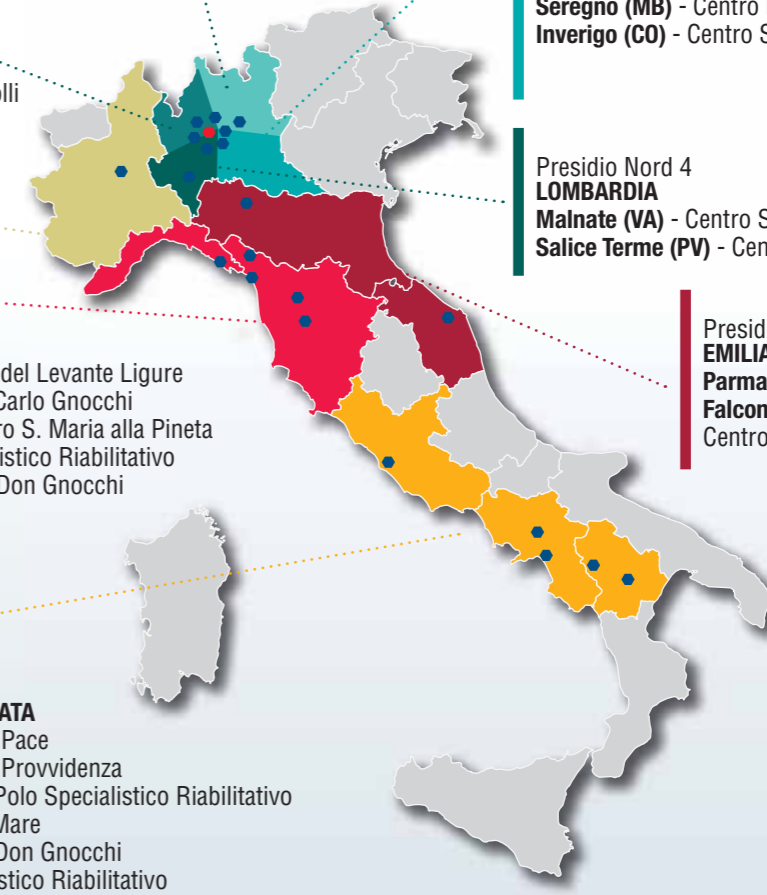 Seregno (MB) - Centro
Inverigo (CO) - Centro S
Presidio Nord 4
LOMBARDIA
Malnate (VA) - Centro S
Salice Terme (PV) - Cen
Presid
EMILIA
Parma
Falcon
Centro
lli
del Levante Ligure
Carlo Gnocchi
ro S. Maria alla Pineta
istico Riabilitativo
Don Gnocchi
ATA
Pace
Provvidenza
Polo Specialistico Riabilitativo
Mare
Don Gnocchi
stico Riabilitativo